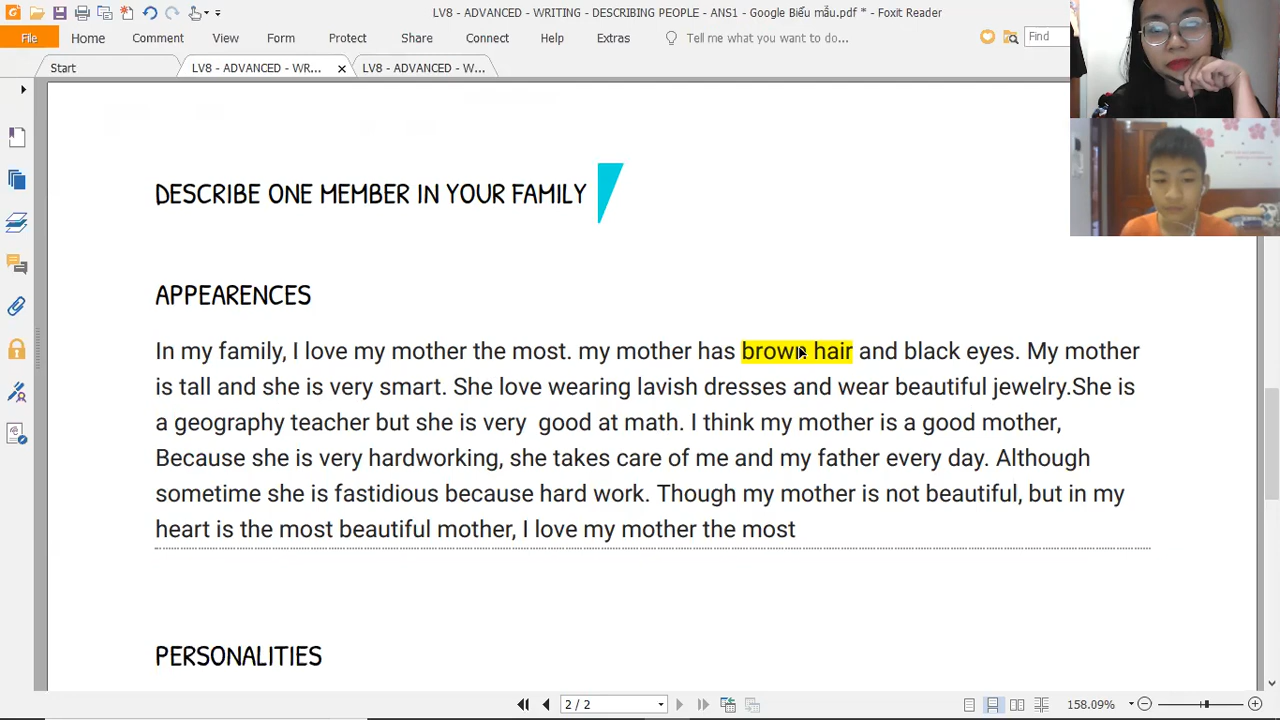 LV8 - ADVANCED - WRITING - DESCRIBING PEOPLE - ANS1 - Google Biểu mẫu.pdf * - Foxit Reader
File Home Comment View Form Protect Share Connect Help Extras Tell me what you want to do... Find
Start LV8 - ADVANCED - WR... LV8 - ADVANCED - W...
DESCRIBE ONE MEMBER IN YOUR FAMILY
APPEARENCES
In my family, I love my mother the most. my mother has brown hair and black eyes. My mother
is tall and she is very smart. She love wearing lavish dresses and wear beautiful jewelry.She is
a geography teacher but she is very  good at math. I think my mother is a good mother,
Because she is very hardworking, she takes care of me and my father every day. Although
sometime she is fastidious because hard work. Though my mother is not beautiful, but in my
heart is the most beautiful mother, I love my mother the most
PERSONALITIES
2 / 2 158.09%